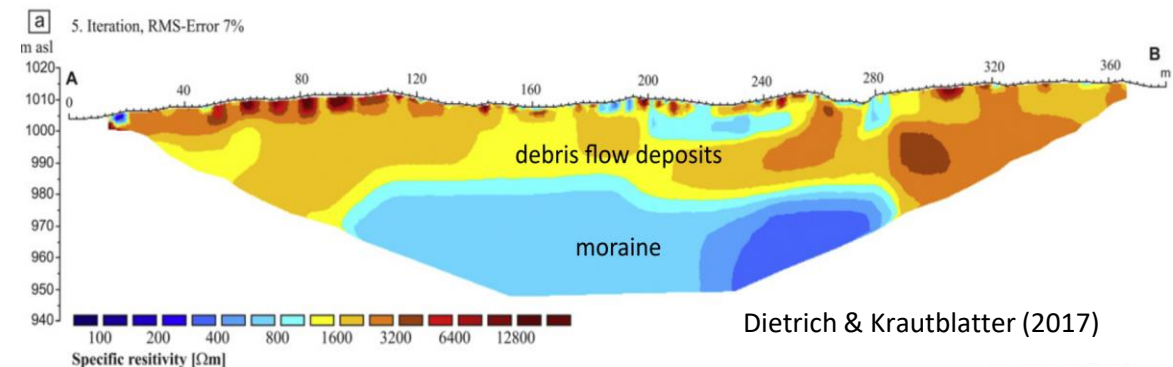 a 5. Iteration, RMS-Error 7%
m asl
A B
0 40 80 120 160 200 240 280 320 360 m
1020
1010
1000
990
980
970
960
950
940
debris flow deposits
moraine
100 200 400 800 1600 3200 6400 12800
Specific resitivity [Ωm]
Dietrich & Krautblatter (2017)